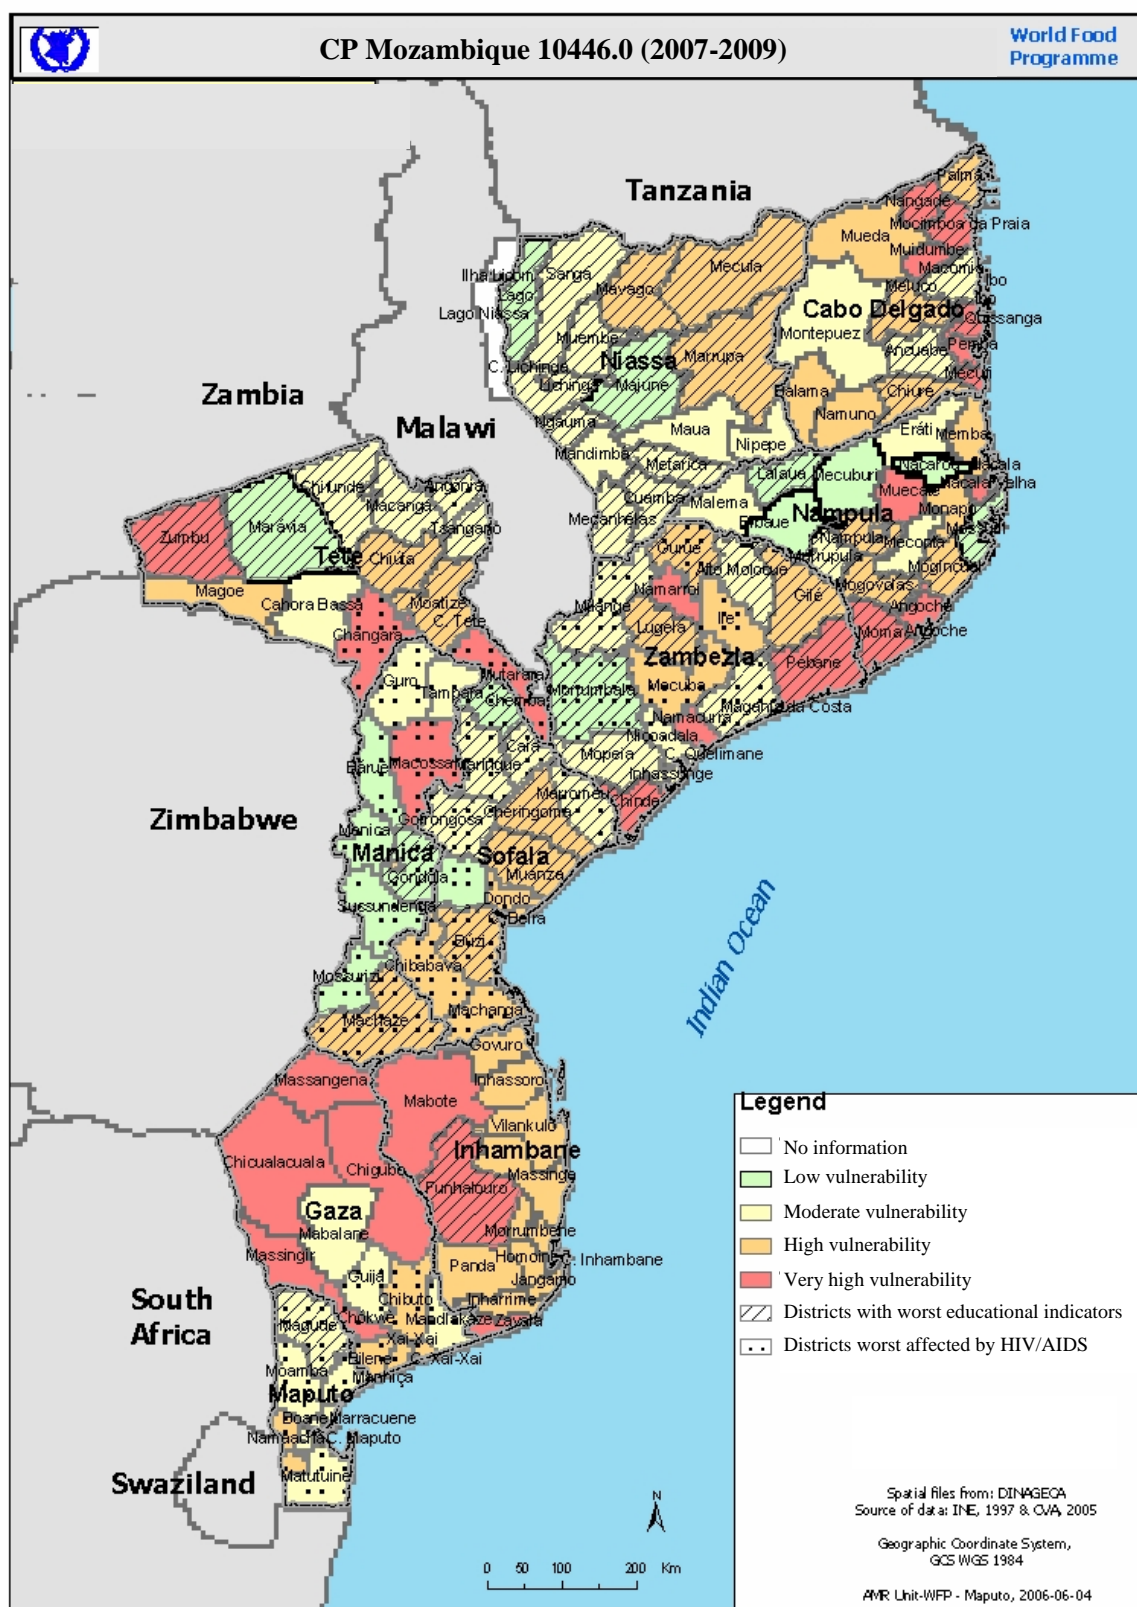 CP Mozambique 10446.0 (2007-2009)
World Food
Programme
Tanzania
Palma
Nangade
Mocimboa da Praia
Mueda
Muidumbe
Macomia
Mecula
Sanga
Lago
Mavago
Meluco
Ibo
Lago Niassa
Cabo Delgado
Quissanga
Montepuez
Muembe
Pemba
Ancuabe
Niassa
Marrupa
C. Lichinga
Majune
Mecufi
Zambia
Balama
Chiure
Malawi
Ngauma
Maua
Namuno
Eráti
Memba
Nipepe
Mandimba
Metarica
Lalaua
Mecuburi
Chifunde
Macanga
Angonia
Cuamba
Malema
Muecate
Tsangano
Mecanhelas
Nampula
Monapo
Maravia
Zumbu
Tete
Chiuta
Gurue
Nampula
Meconta
Murrupula
Alto Moloque
Mogincual
Mogovolas
Magoe
Cahora Bassa
Moatize
Namarroi
Gilé
Angoche
C. Tete
Milange
Ile
Changara
Lugela
Moma
Angoche
Zambezia
Pebane
Guro
Mutarara
Tambara
Chemba
Morrumbala
Mocuba
Maganja da Costa
Namacurra
Nicoadala
Caia
Mopeia
C. Quelimane
Barue
Macossa
Maringue
Inhassunge
Marromeu
Chinde
Zimbabwe
Gorongosa
Cheringoma
Manica
Manica
Sofala
Gondola
Muanza
Sussundenga
Dondo
C. Beira
Buzi
Mossurize
Chibabava
Machaze
Machanga
Govuro
Massangena
Inhassoro
Mabote
Vilankulo
Chicualacuala
Chigubo
Inhambane
Massinge
Funhalouro
Gaza
Mabalane
Morrumbene
Massingir
Homoine
C. Inhambane
Panda
Guija
Jangamo
Chibuto
Inharrime
South
Africa
Chokwe
Mandlakaze
Zavala
Magude
Xai-Xai
Bilene
C. Xai-Xai
Moamba
Manhiça
Maputo
Boane
Marracuene
Namaacha
C. Maputo
Swaziland
Matutuine
Indian Ocean
Legend
No information
Low vulnerability
Moderate vulnerability
High vulnerability
Very high vulnerability
Districts with worst educational indicators
Districts worst affected by HIV/AIDS
N
0 50 100 200 Km
Spatial files from: DINAGECA
Source of data: INE, 1997 & CVA, 2005
Geographic Coordinate System,
GCS WGS 1984
AMR Unit-WFP - Maputo, 2006-06-04